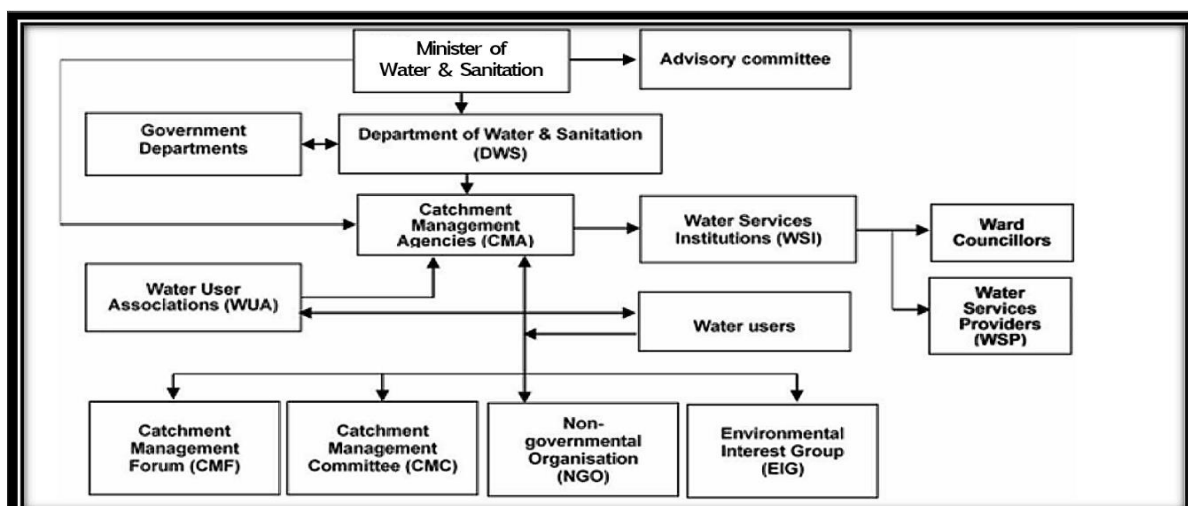 Minister of
Water & Sanitation
Advisory committee
Government
Departments
Department of Water & Sanitation
(DWS)
Catchment
Management
Agencies (CMA)
Water Services
Institutions (WSI)
Ward
Councillors
Water User
Associations (WUA)
Water users
Water
Services
Providers
(WSP)
Catchment
Management
Forum (CMF)
Catchment
Management
Committee (CMC)
Non-
governmental
Organisation
(NGO)
Environmental
Interest Group
(EIG)